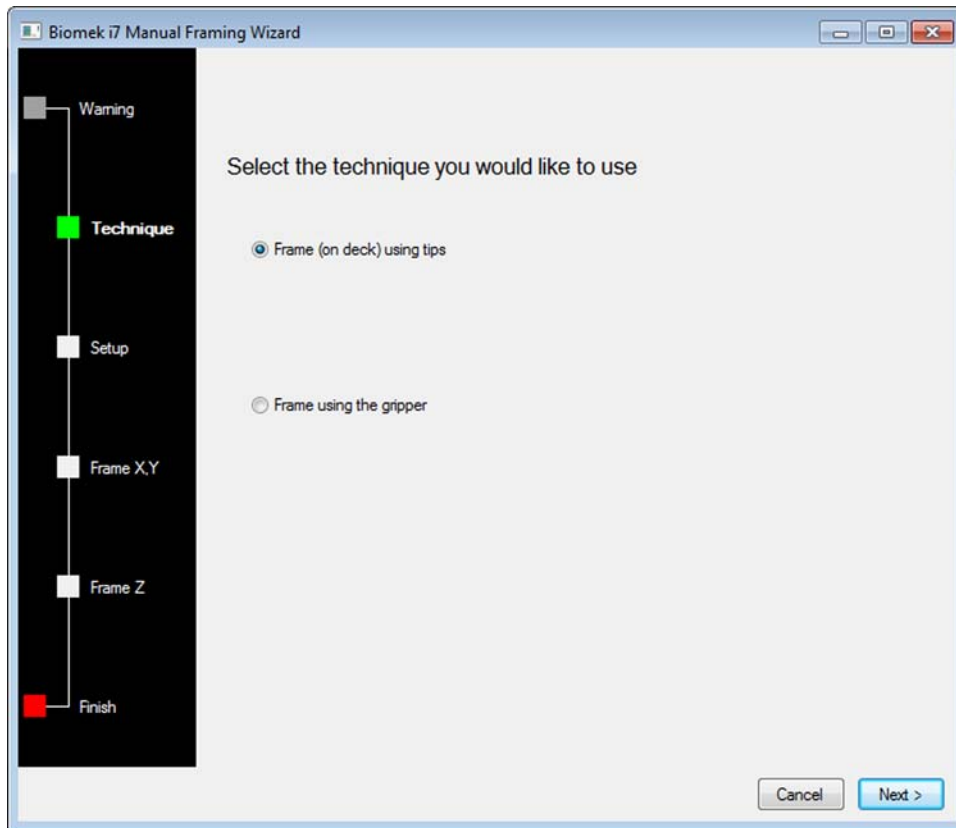 Biomek i7 Manual Framing Wizard
Warning
Select the technique you would like to use
Technique
Frame (on deck) using tips
Setup
Frame using the gripper
Frame X,Y
Frame Z
Finish
Cancel
Next >